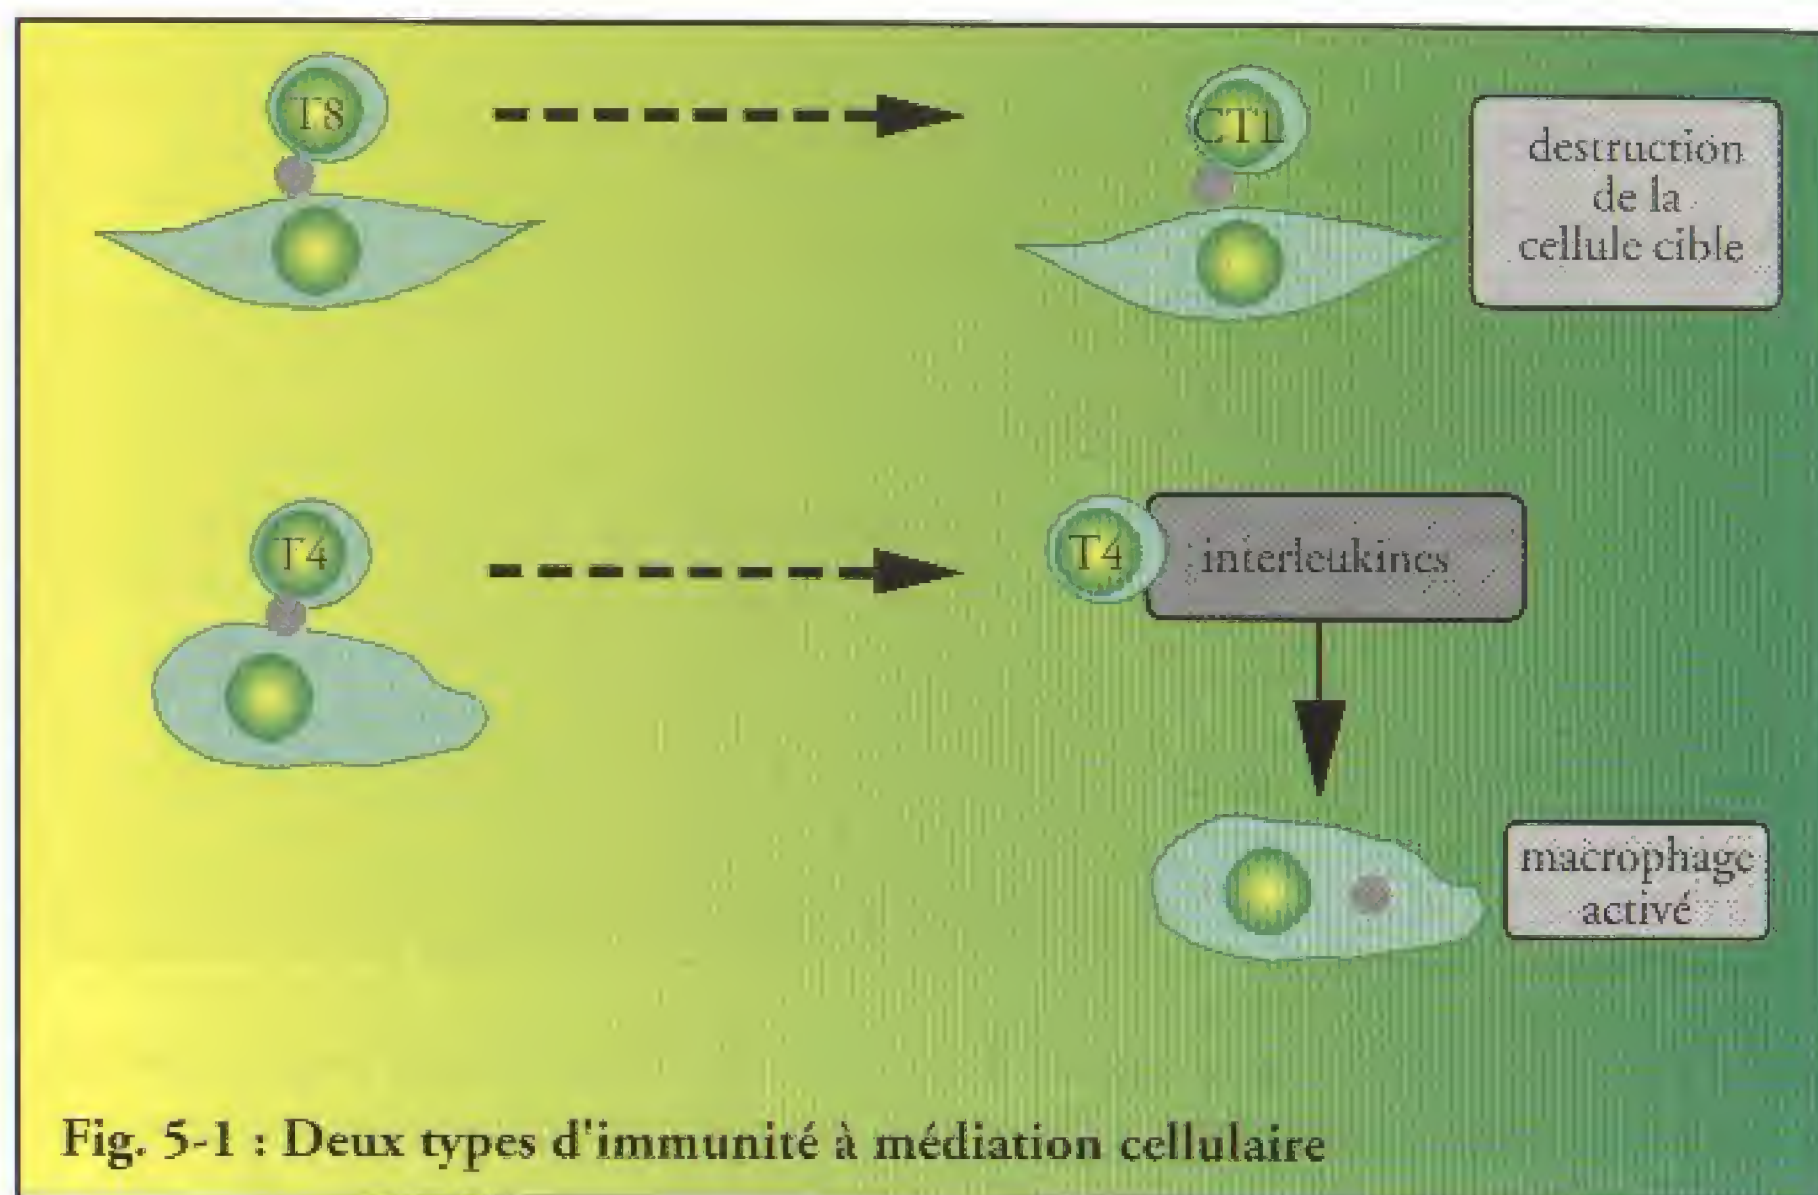 T8
CTL
destruction
de la
cellule cible
T4
T4
interleukines
macrophage
activé
Fig. 5-1 : Deux types d'immunité à médiation cellulaire